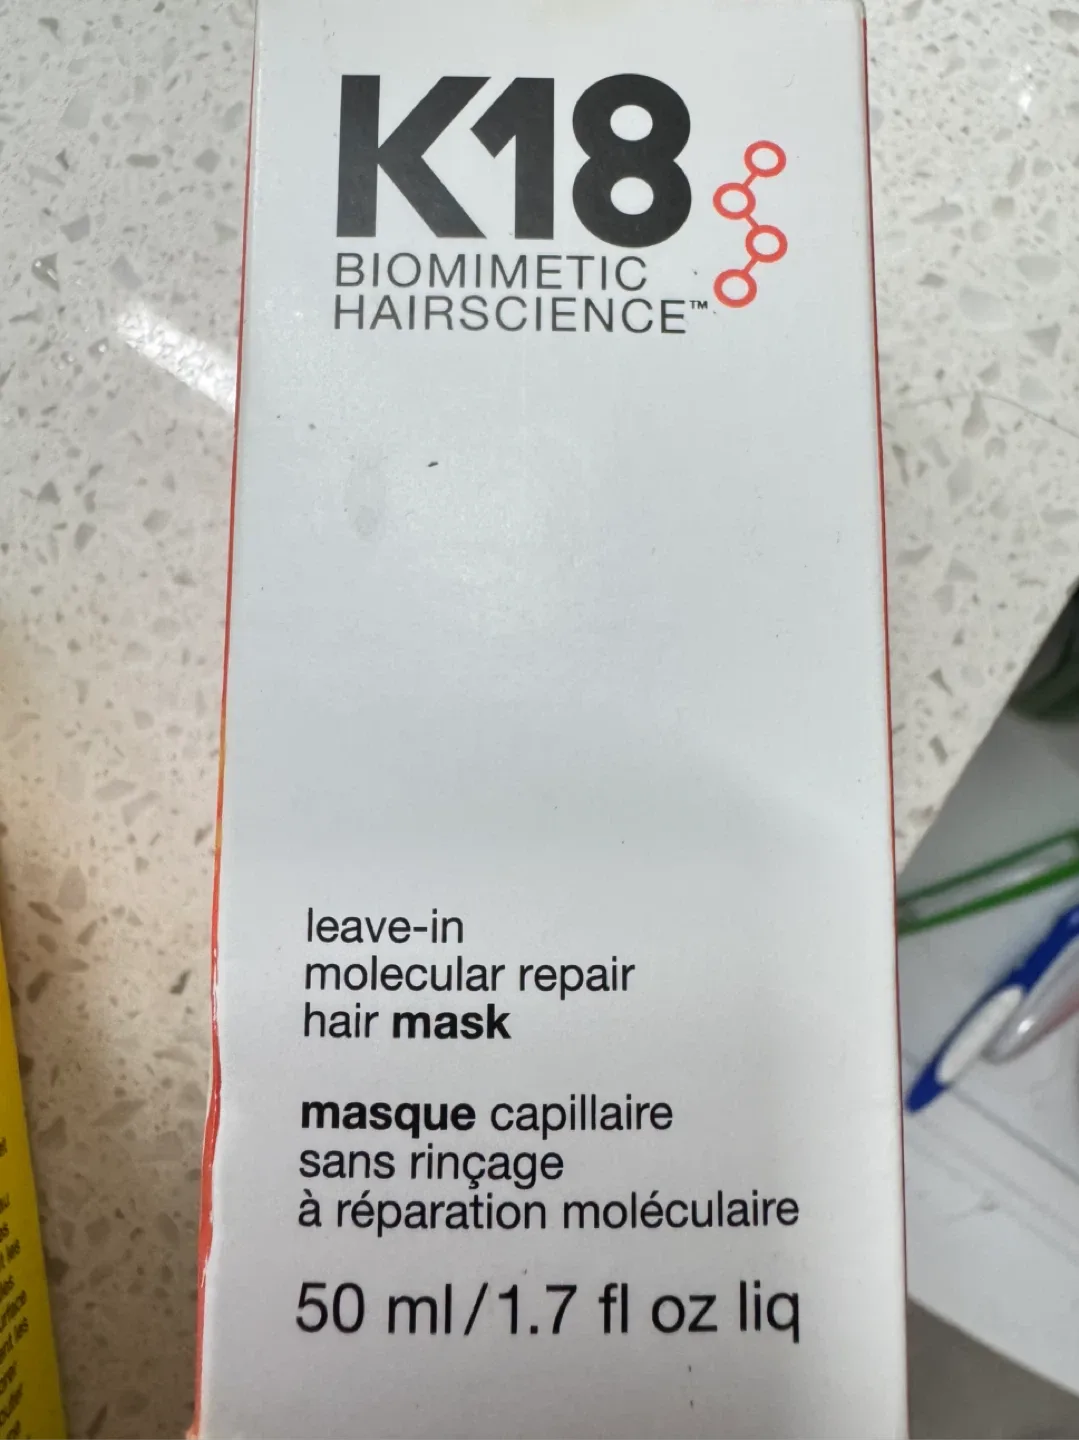 K18
BIOMIMETIC
HAIRSCIENCE™
leave-in
molecular repair
hair mask
masque capillaire
sans rinçage
à réparation moléculaire
50 ml/1.7 fl oz liq